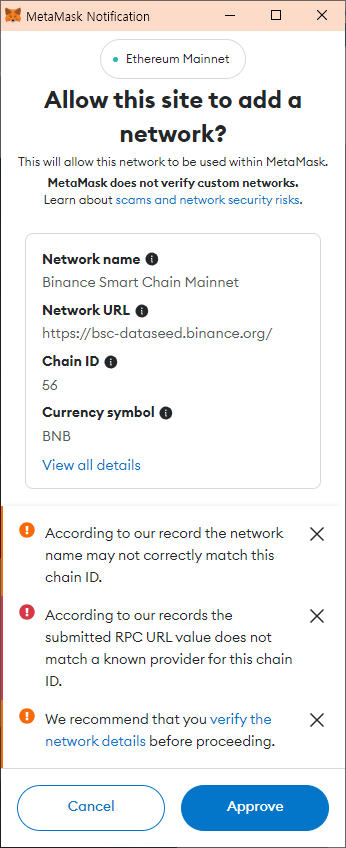 MetaMask Notification
Ethereum Mainnet
Allow this site to add a
network?
This will allow this network to be used within MetaMask.
MetaMask does not verify custom networks.
Learn about scams and network security risks.
Network name
Binance Smart Chain Mainnet
Network URL
https://bsc-dataseed.binance.org/
Chain ID
56
Currency symbol
BNB
View all details
According to our record the network
name may not correctly match this
chain ID.
According to our records the
submitted RPC URL value does not
match a known provider for this chain
ID.
We recommend that you verify the
network details before proceeding.
Cancel
Approve